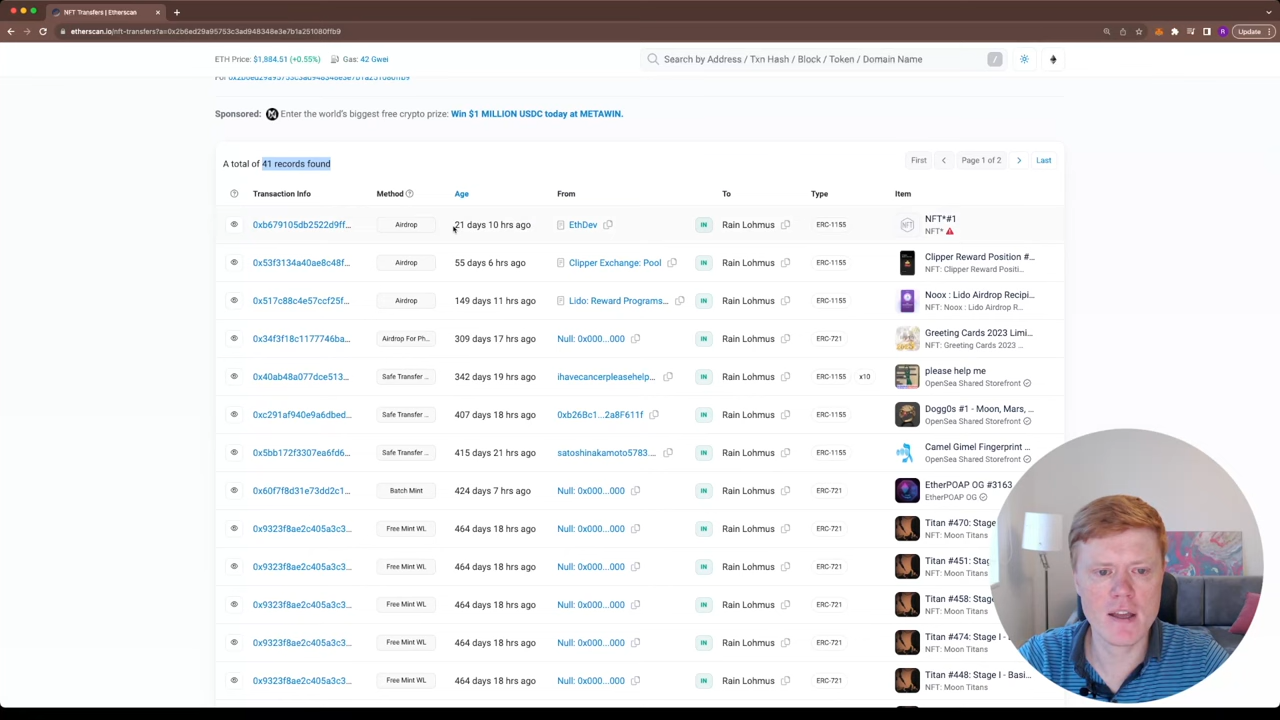 NFT Transfers | Etherscan
etherscan.io/nft-transfers?a=0x2b6ed29a95753c3ad948348e3e7b1a251080ffb9
Update
ETH Price: $1,884.51 (+0.55%) Gas: 42 Gwei
Search by Address / Txn Hash / Block / Token / Domain Name /
For 0x2b6ed29a95753c3ad948348e3e7b1a251080ffb9
Sponsored: Enter the world's biggest free crypto prize: Win $1 MILLION USDC today at METAWIN.
A total of 41 records found
First Page 1 of 2 Last
Transaction Info Method Age From To Type Item
0xb679105db2522d9ff... Airdrop 21 days 10 hrs ago EthDev IN Rain Lohmus ERC-1155 NFT*#1
NFT*
0x53f3134a40ae8c48f... Airdrop 55 days 6 hrs ago Clipper Exchange: Pool IN Rain Lohmus ERC-1155 Clipper Reward Position #...
NFT: Clipper Reward Positi...
0x517c88c4e57ccf25f... Airdrop 149 days 11 hrs ago Lido: Reward Programs... IN Rain Lohmus ERC-1155 Noox : Lido Airdrop Recipi...
NFT: Noox : Lido Airdrop R...
0x34f3f18c1177746ba... Airdrop For Ph... 309 days 17 hrs ago Null: 0x000...000 IN Rain Lohmus ERC-721 Greeting Cards 2023 Limi...
NFT: Greeting Cards 2023 ...
0x40ab48a077dce513... Safe Transfer ... 342 days 19 hrs ago ihavecancerpleasehelp... IN Rain Lohmus ERC-1155 x10 please help me
OpenSea Shared Storefront
0xc291af940e9a6dbed... Safe Transfer ... 407 days 18 hrs ago 0xb26Bc1...2a8F611f IN Rain Lohmus ERC-1155 Dogg0s #1 - Moon, Mars, ...
OpenSea Shared Storefront
0x5bb172f3307ea6fd6... Safe Transfer ... 415 days 21 hrs ago satoshinakamoto5783.... IN Rain Lohmus ERC-1155 Camel Gimel Fingerprint ...
OpenSea Shared Storefront
0x60f7f8d31e73dd2c1... Batch Mint 424 days 7 hrs ago Null: 0x000...000 IN Rain Lohmus ERC-721 EtherPOAP OG #3163
EtherPOAP OG
0x9323f8ae2c405a3c3... Free Mint WL 464 days 18 hrs ago Null: 0x000...000 IN Rain Lohmus ERC-721 Titan #470: Stage
NFT: Moon Titans
0x9323f8ae2c405a3c3... Free Mint WL 464 days 18 hrs ago Null: 0x000...000 IN Rain Lohmus ERC-721 Titan #451: Stag
NFT: Moon Titans
0x9323f8ae2c405a3c3... Free Mint WL 464 days 18 hrs ago Null: 0x000...000 IN Rain Lohmus ERC-721 Titan #458: Stag
NFT: Moon Titans
0x9323f8ae2c405a3c3... Free Mint WL 464 days 18 hrs ago Null: 0x000...000 IN Rain Lohmus ERC-721 Titan #474: Stage I -
NFT: Moon Titans
0x9323f8ae2c405a3c3... Free Mint WL 464 days 18 hrs ago Null: 0x000...000 IN Rain Lohmus ERC-721 Titan #448: Stage I - Basi...
NFT: Moon Titans